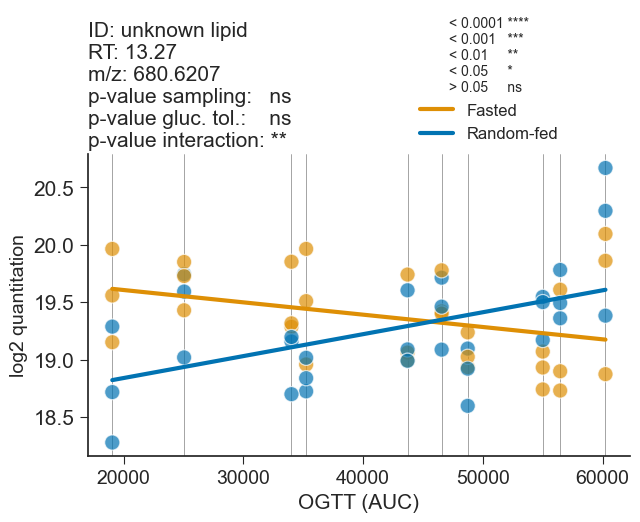 ID: unknown lipid
RT: 13.27
m/z: 680.6207
p-value sampling: ns
p-value gluc. tol.: ns
p-value interaction: **
< 0.0001 ****
< 0.001 ***
< 0.01 **
< 0.05 *
> 0.05 ns
Fasted
Random-fed
log2 quantitation
20.5
20.0
19.5
19.0
18.5
20000 30000 40000 50000 60000
OGTT (AUC)